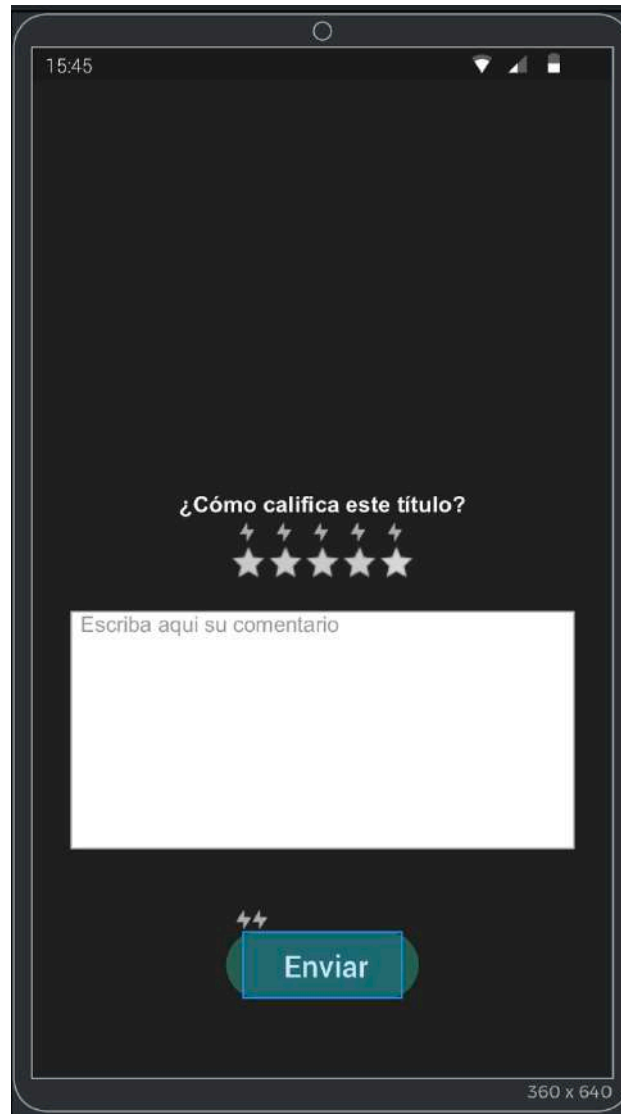 15:45
¿Cómo califica este título?
Escriba aqui su comentario
Enviar
360 x 640